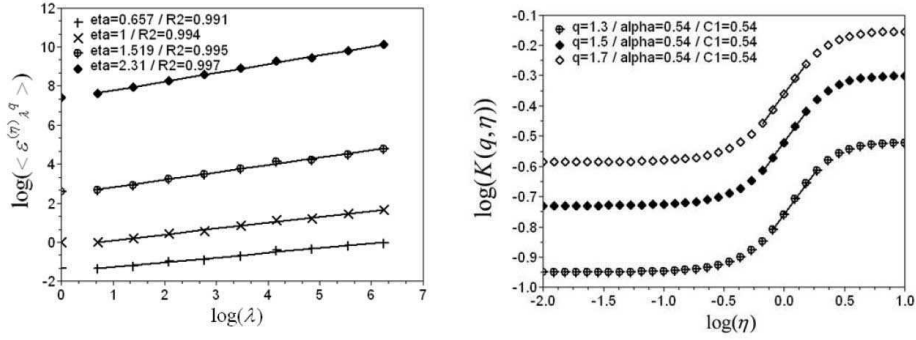 eta=0.657 / R2=0.991
eta=1 / R2=0.994
eta=1.519 / R2=0.995
eta=2.31 / R2=0.997
12
10
8
6
4
2
0
-2
0 1 2 3 4 5 6 7
log(λ)
log(< ε^(η)_λ^q >)
q=1.3 / alpha=0.54 / C1=0.54
q=1.5 / alpha=0.54 / C1=0.54
q=1.7 / alpha=0.54 / C1=0.54
-0.1
-0.1
-0.3
-0.4
-0.5
-0.6
-0.7
-0.8
-0.9
-1.0
-2.0 -1.5 -1.0 -0.5 0.0 0.5 1.0
log(η)
log(K(q,η))